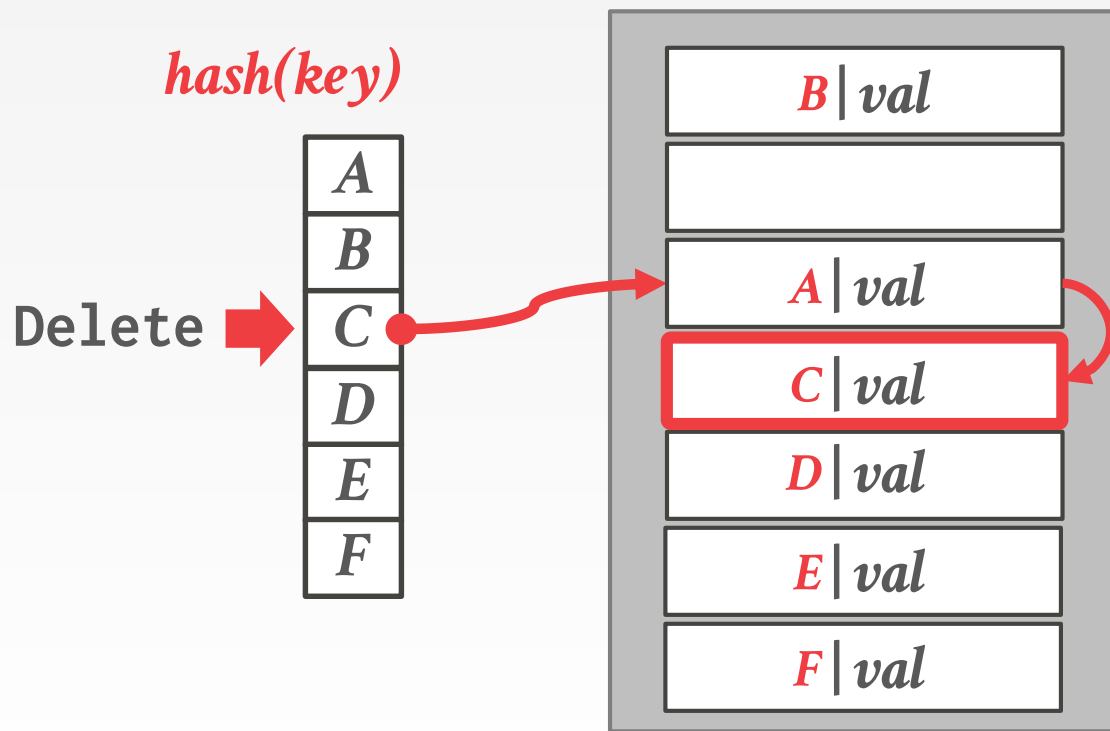 hash(key)
A
B
Delete
C
D
E
F
B|val
A|val
C|val
D|val
E|val
F|val